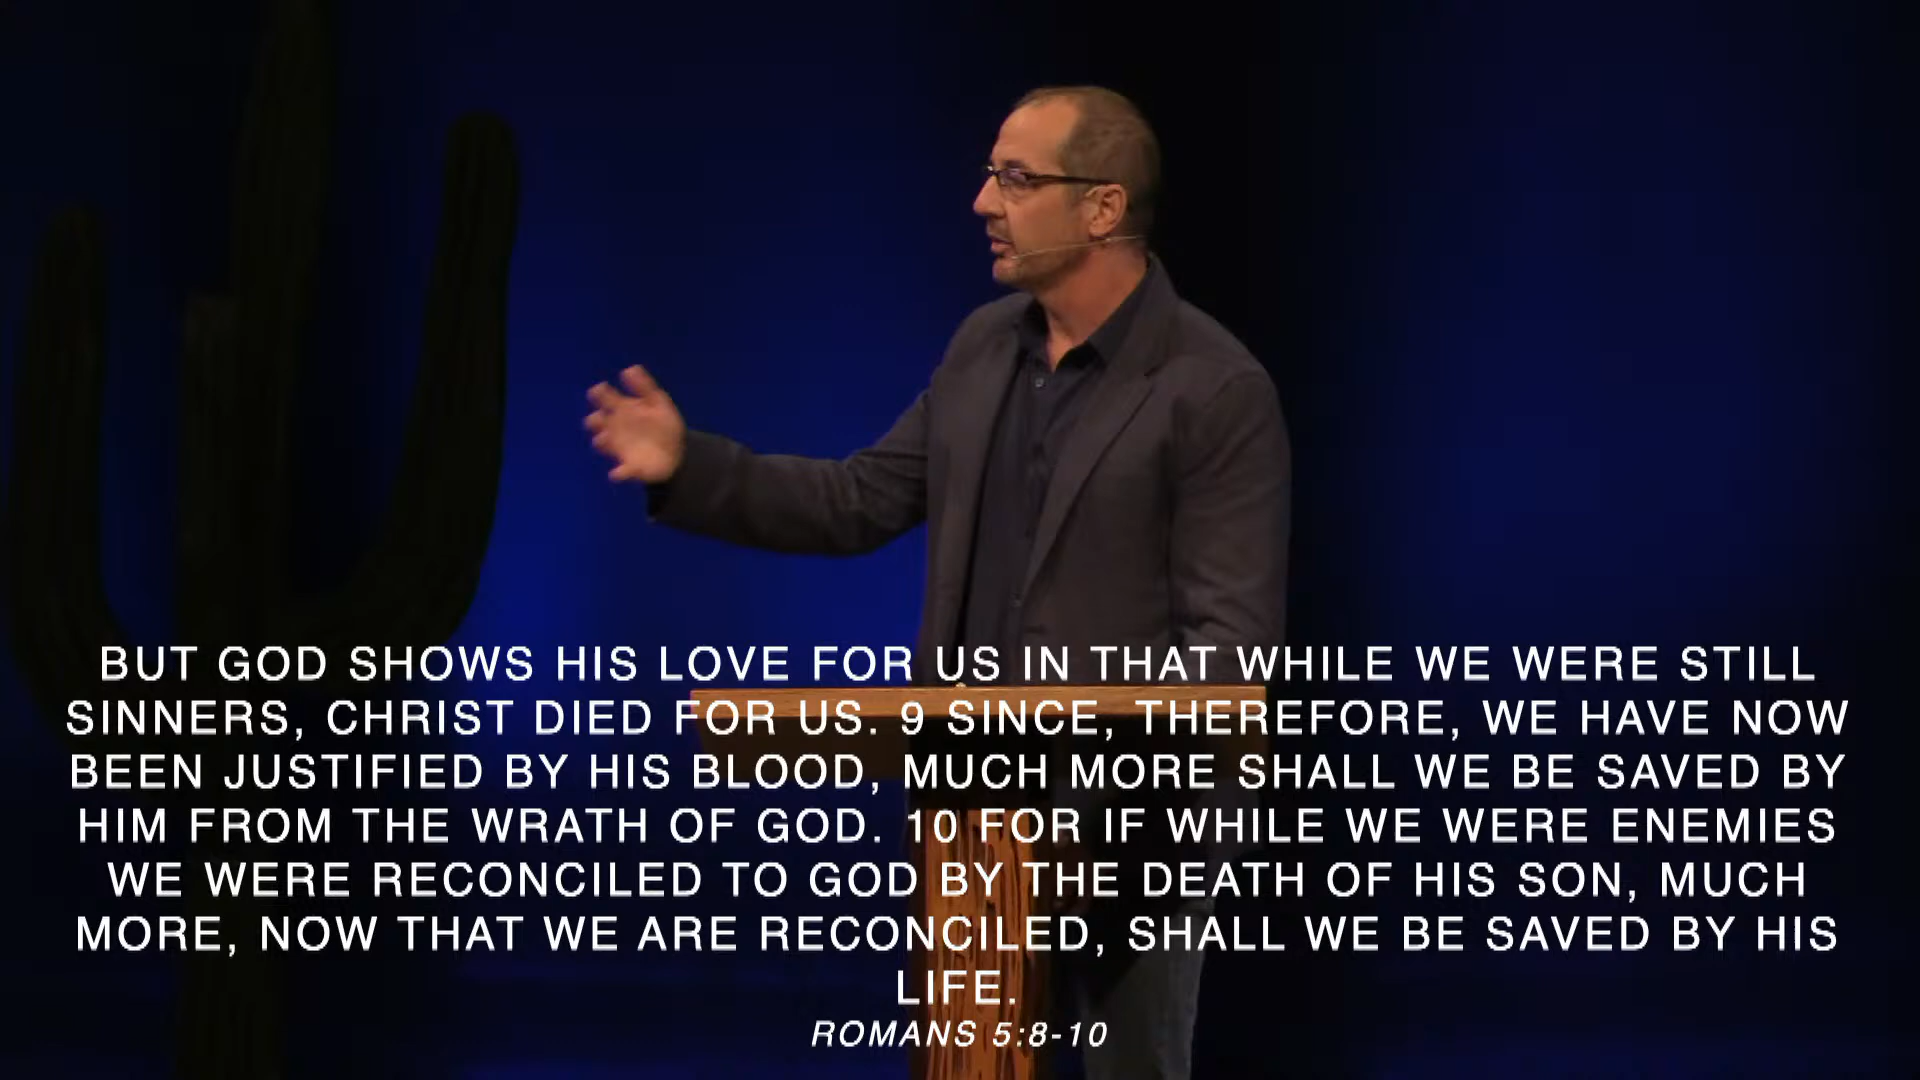 BUT GOD SHOWS HIS LOVE FOR US IN THAT WHILE WE WERE STILL
SINNERS, CHRIST DIED FOR US. 9 SINCE, THEREFORE, WE HAVE NOW
BEEN JUSTIFIED BY HIS BLOOD, MUCH MORE SHALL WE BE SAVED BY
HIM FROM THE WRATH OF GOD. 10 FOR IF WHILE WE WERE ENEMIES
WE WERE RECONCILED TO GOD BY THE DEATH OF HIS SON, MUCH
MORE, NOW THAT WE ARE RECONCILED, SHALL WE BE SAVED BY HIS
LIFE.
ROMANS 5:8-10